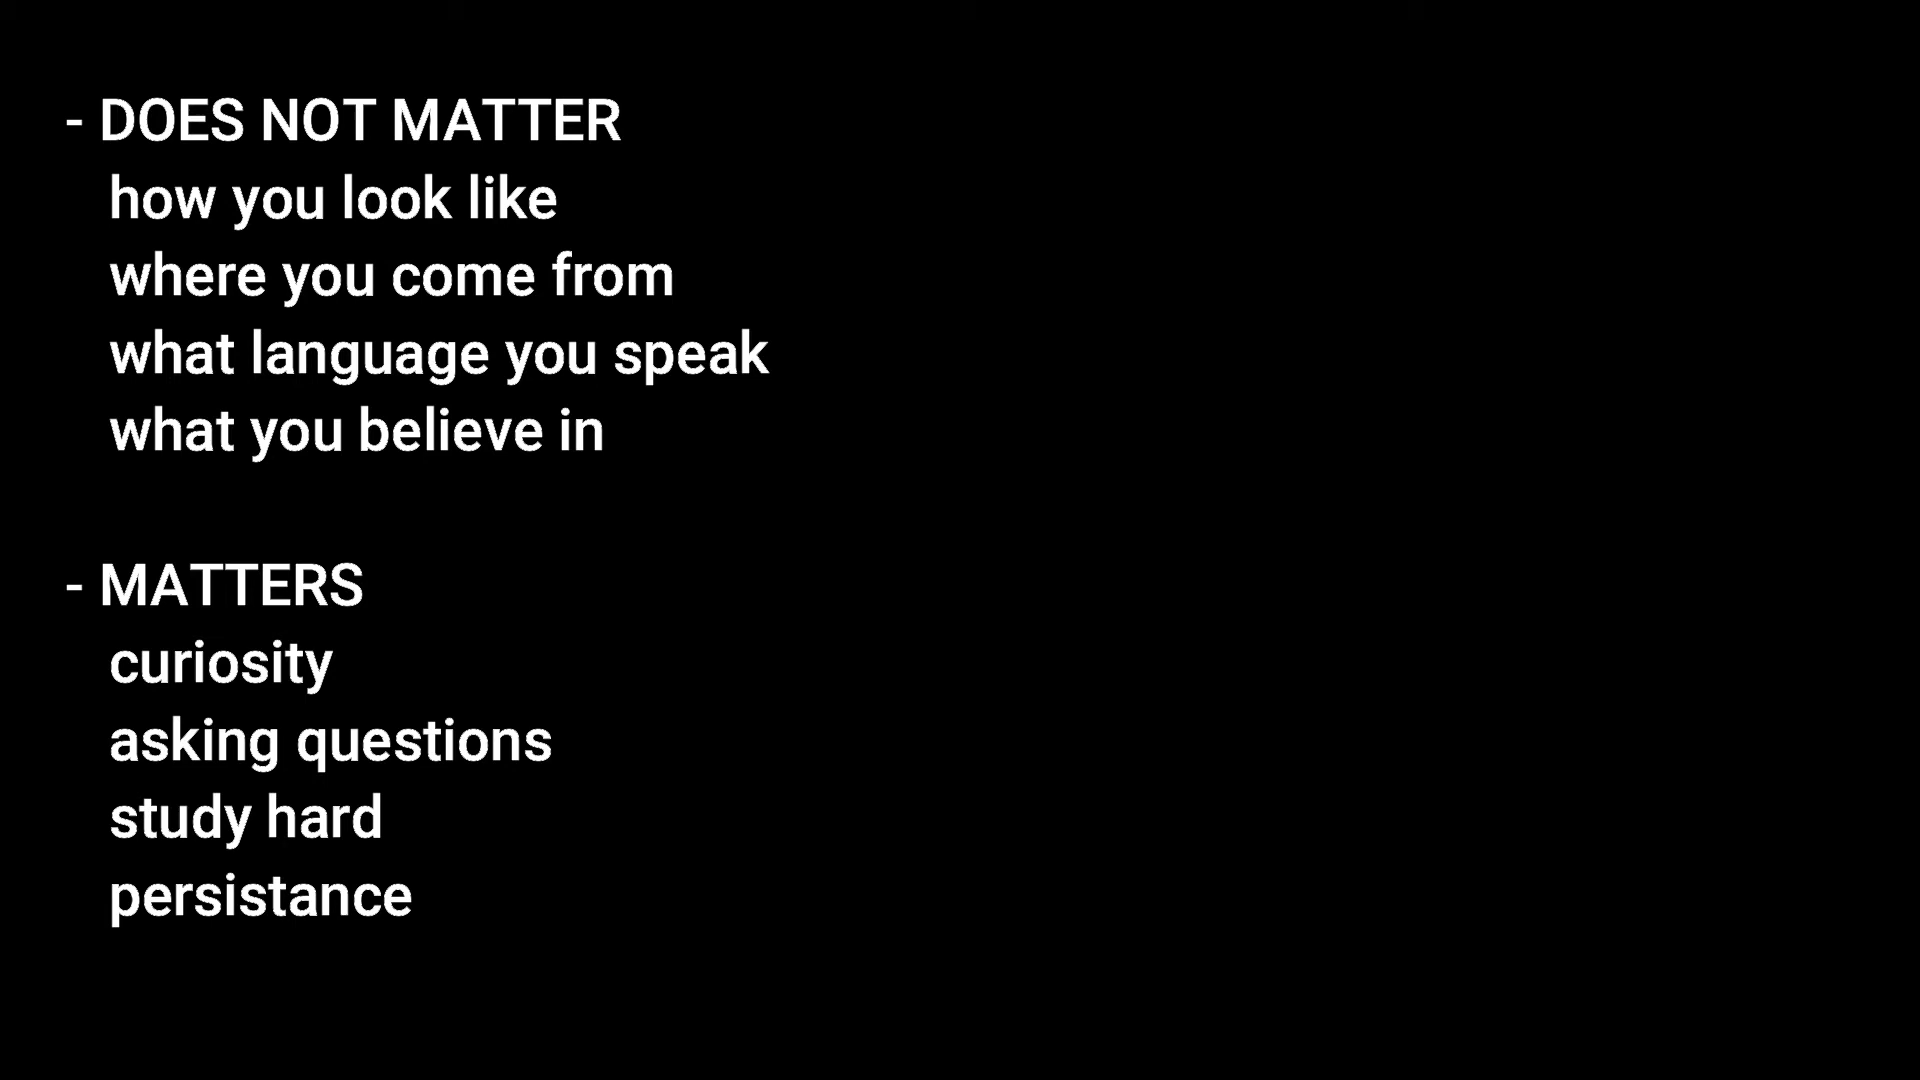 - DOES NOT MATTER
how you look like
where you come from
what language you speak
what you believe in
- MATTERS
curiosity
asking questions
study hard
persistance